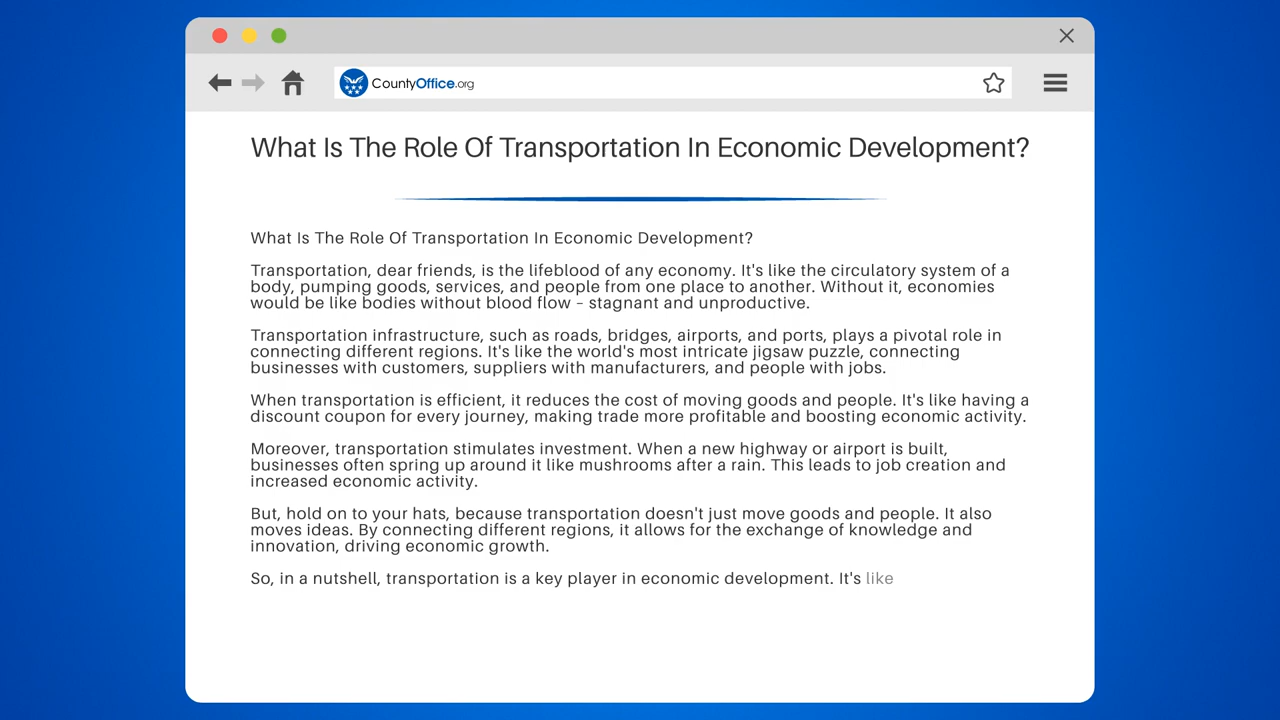 CountyOffice.org
What Is The Role Of Transportation In Economic Development?
What Is The Role Of Transportation In Economic Development?
Transportation, dear friends, is the lifeblood of any economy. It's like the circulatory system of a
body, pumping goods, services, and people from one place to another. Without it, economies
would be like bodies without blood flow – stagnant and unproductive.
Transportation infrastructure, such as roads, bridges, airports, and ports, plays a pivotal role in
connecting different regions. It's like the world's most intricate jigsaw puzzle, connecting
businesses with customers, suppliers with manufacturers, and people with jobs.
When transportation is efficient, it reduces the cost of moving goods and people. It's like having a
discount coupon for every journey, making trade more profitable and boosting economic activity.
Moreover, transportation stimulates investment. When a new highway or airport is built,
businesses often spring up around it like mushrooms after a rain. This leads to job creation and
increased economic activity.
But, hold on to your hats, because transportation doesn't just move goods and people. It also
moves ideas. By connecting different regions, it allows for the exchange of knowledge and
innovation, driving economic growth.
So, in a nutshell, transportation is a key player in economic development. It's like